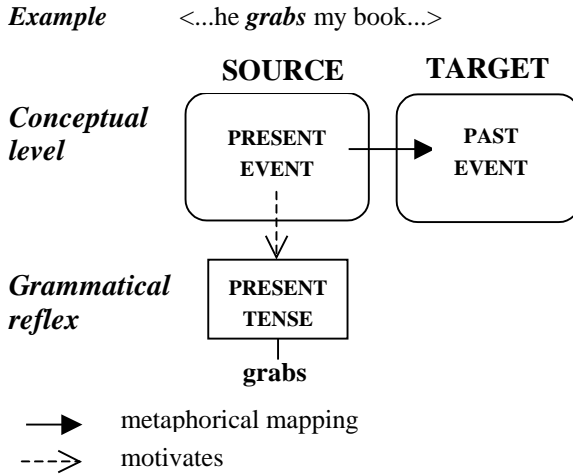 Example <...he grabs my book...>
SOURCE TARGET
Conceptual
level
PRESENT
EVENT
PAST
EVENT
Grammatical
reflex
PRESENT
TENSE
grabs
metaphorical mapping
motivates